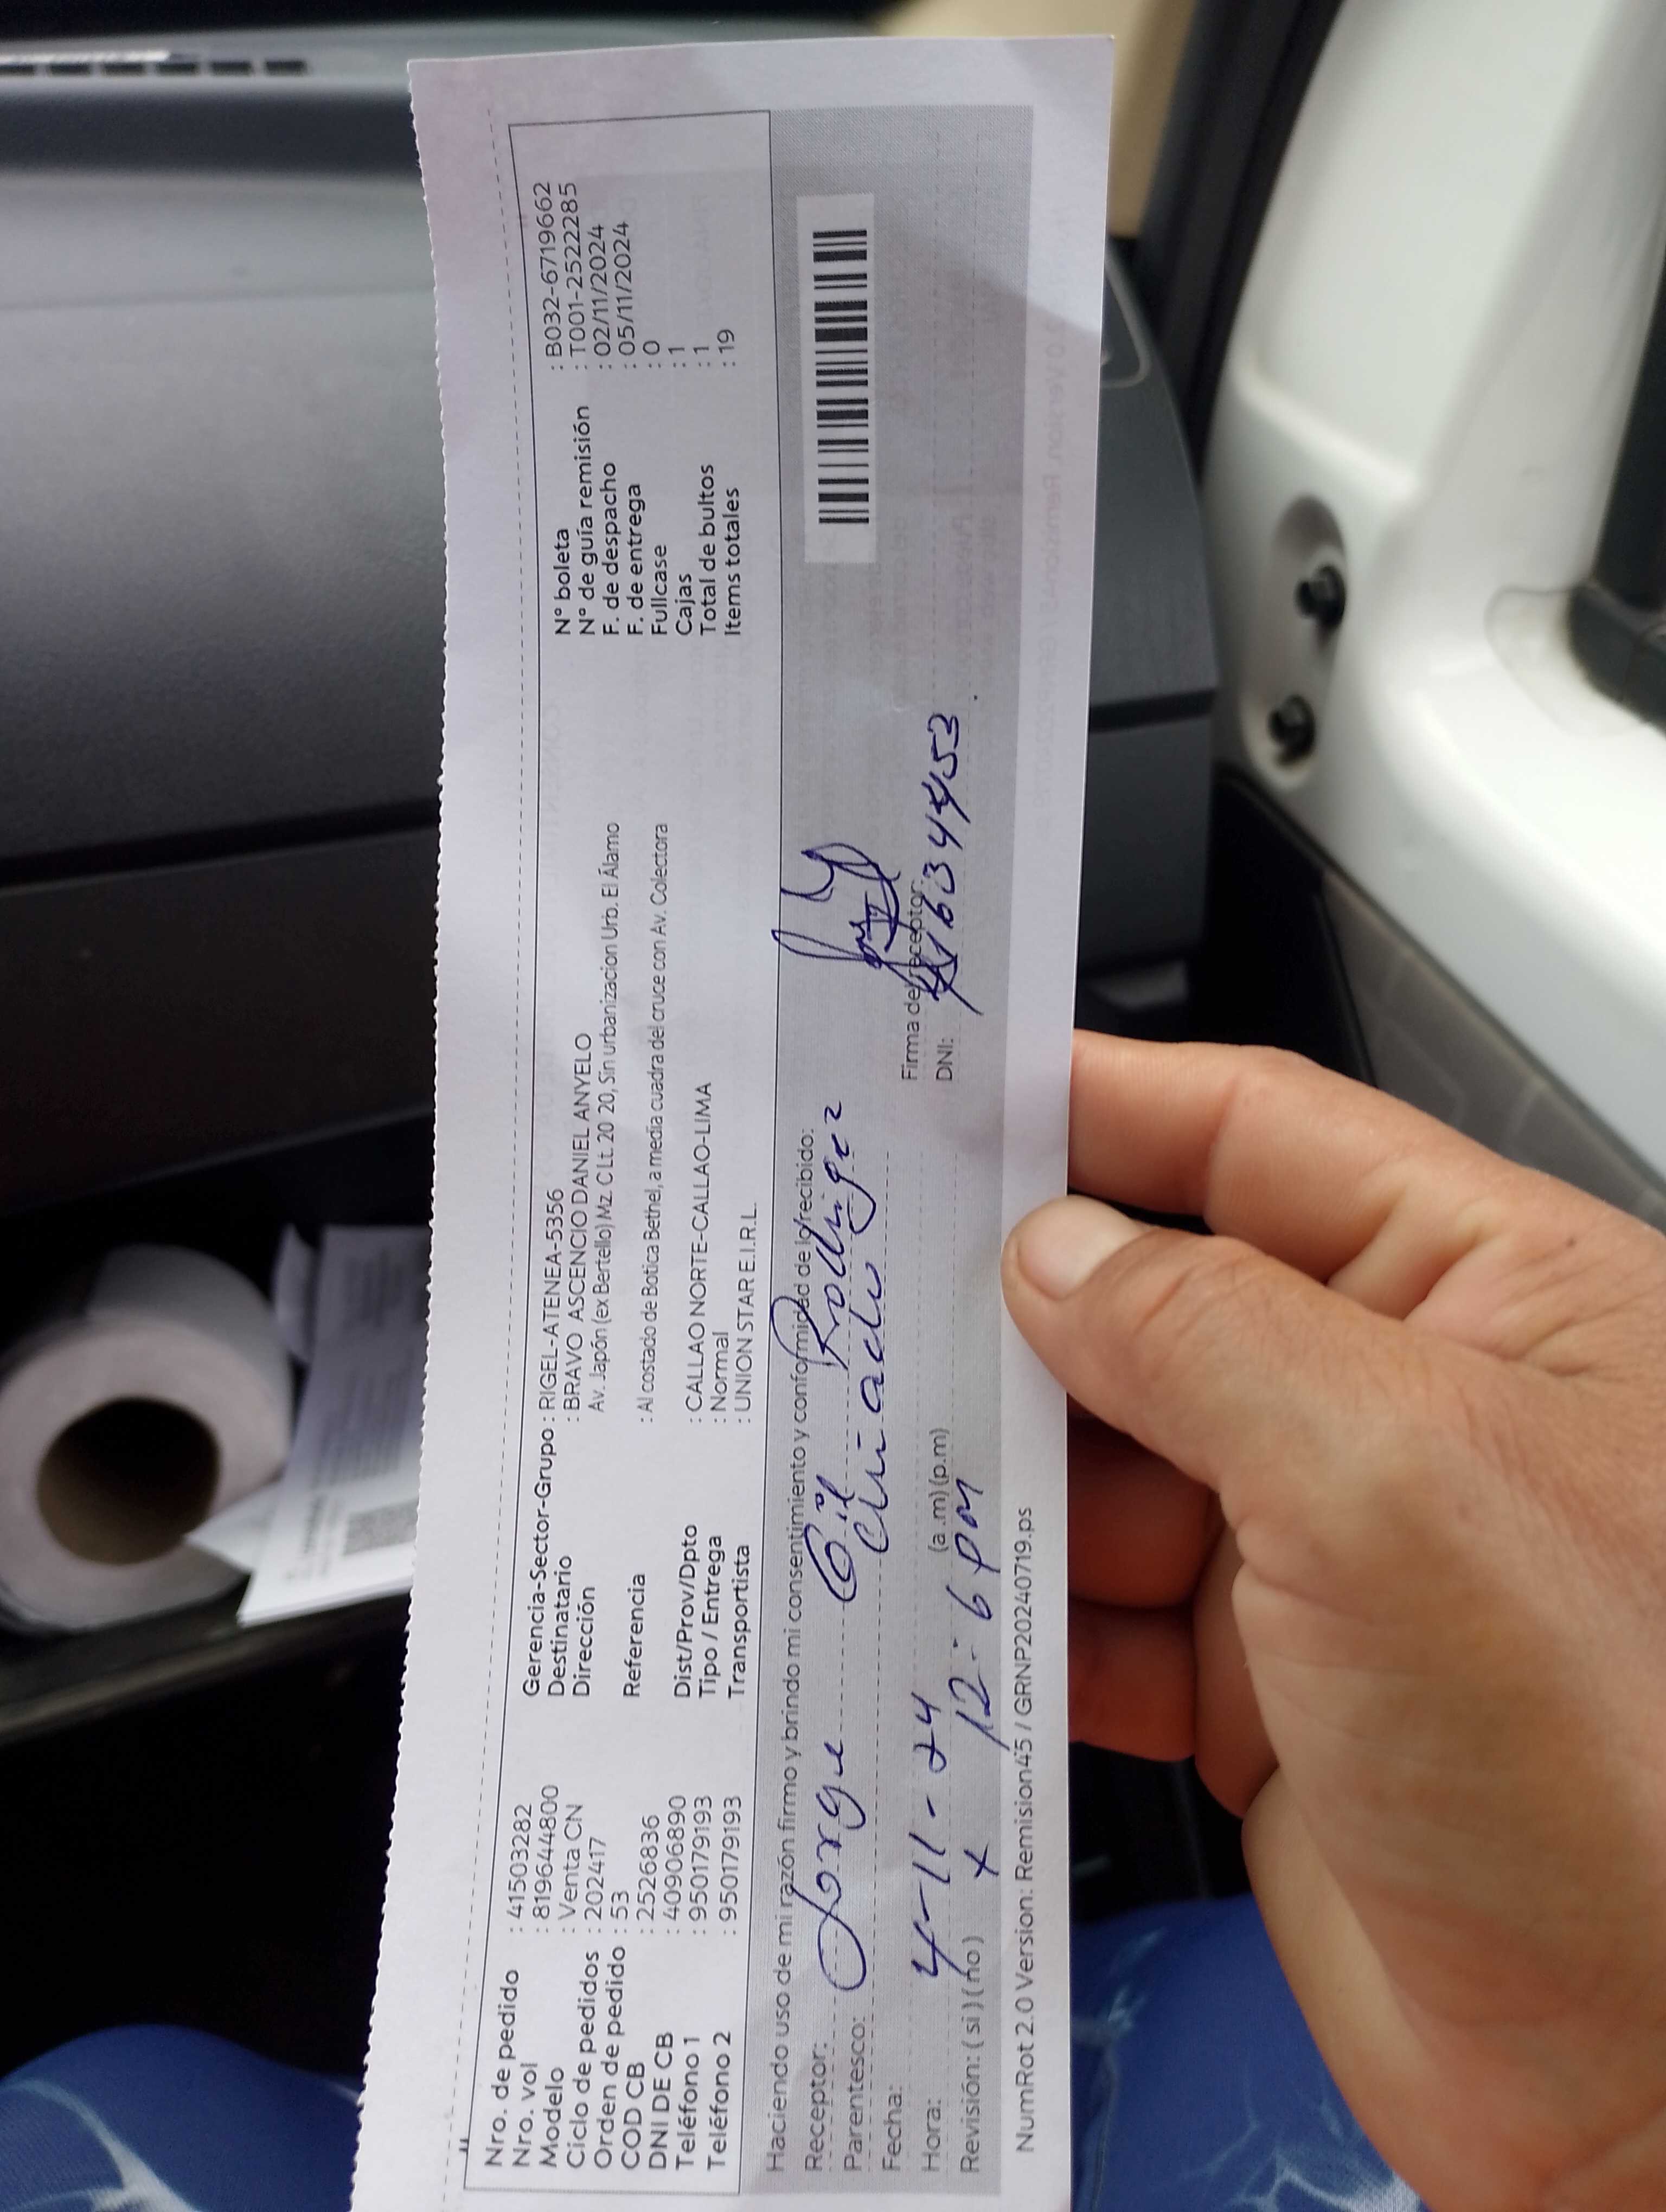 Nro. de pedido : 41503282
Nro. vol : 8196444800
Modelo : Venta CN
Ciclo de pedidos : 202417
Orden de pedido : 53
COD CB : 2526836
DNI DE CB : 40906890
Teléfono 1 : 950179193
Teléfono 2 : 950179193
Gerencia-Sector-Grupo : RIGEL-ATENEA-5356
Destinatario : BRAVO ASCENCIO DANIEL ANYELO
Dirección Av. Japón (ex Bertello) Mz. C Lt. 20 20, Sin urbanizacion Urb. El Álamo
Referencia : Al costado de Botica Bethel, a media cuadra del cruce con Av. Colectora
Dist/Prov/Dpto : CALLAO NORTE-CALLAO-LIMA
Tipo / Entrega : Normal
Transportista : UNION STAR E.I.R.L.
N° boleta : B032-6719662
N° de guía remisión : T001-2522285
F. de despacho : 02/11/2024
F. de entrega : 05/11/2024
Fullcase : 0
Cajas : 1
Total de bultos : 1
Items totales : 19
Haciendo uso de mi razón firmo y brindo mi consentimiento y conformidad de lo recibido:
Receptor: Jorge Gil Rodriguez
Parentesco:
Fecha: 4-11-24
Hora: 12:6 pm (a.m) (p.m)
Revisión: ( si ) ( no ) x
Firma del receptor:
DNI:
NumRot 2.0 Version: Remision45 / GRNP20240719.ps